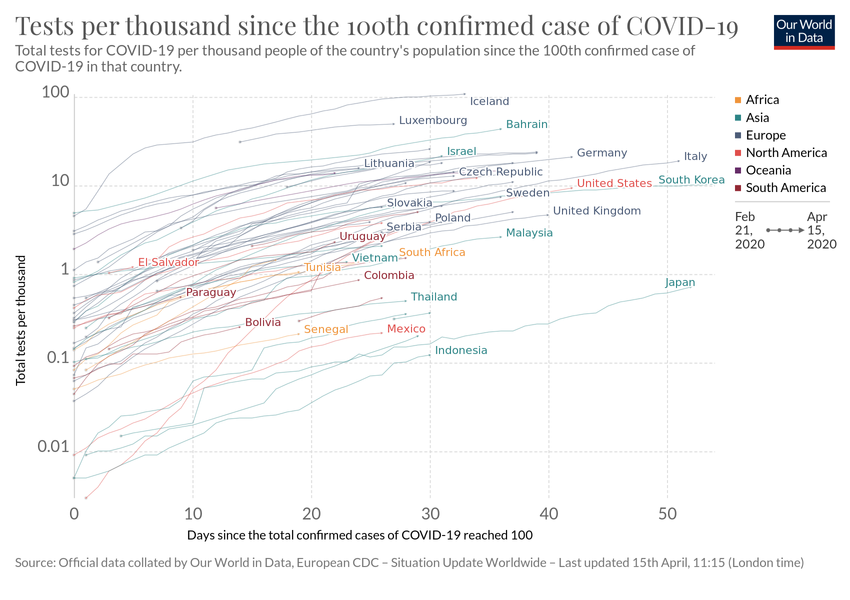 Tests per thousand since the 100th confirmed case of COVID-19
Our World
in Data
Total tests for COVID-19 per thousand people of the country's population since the 100th confirmed case of
COVID-19 in that country.
100
10
1
0.1
0.01
Total tests per thousand
0
10
20
30
40
50
Days since the total confirmed cases of COVID-19 reached 100
Iceland
Luxembourg
Bahrain
Israel
Germany
Italy
Lithuania
Czech Republic
United States
South Korea
Sweden
Slovakia
United Kingdom
Poland
Serbia
Malaysia
Uruguay
South Africa
Vietnam
El Salvador
Tunisia
Colombia
Japan
Paraguay
Thailand
Bolivia
Senegal
Mexico
Indonesia
Africa
Asia
Europe
North America
Oceania
South America
Feb
21,
2020
Apr
15,
2020
Source: Official data collated by Our World in Data, European CDC – Situation Update Worldwide – Last updated 15th April, 11:15 (London time)